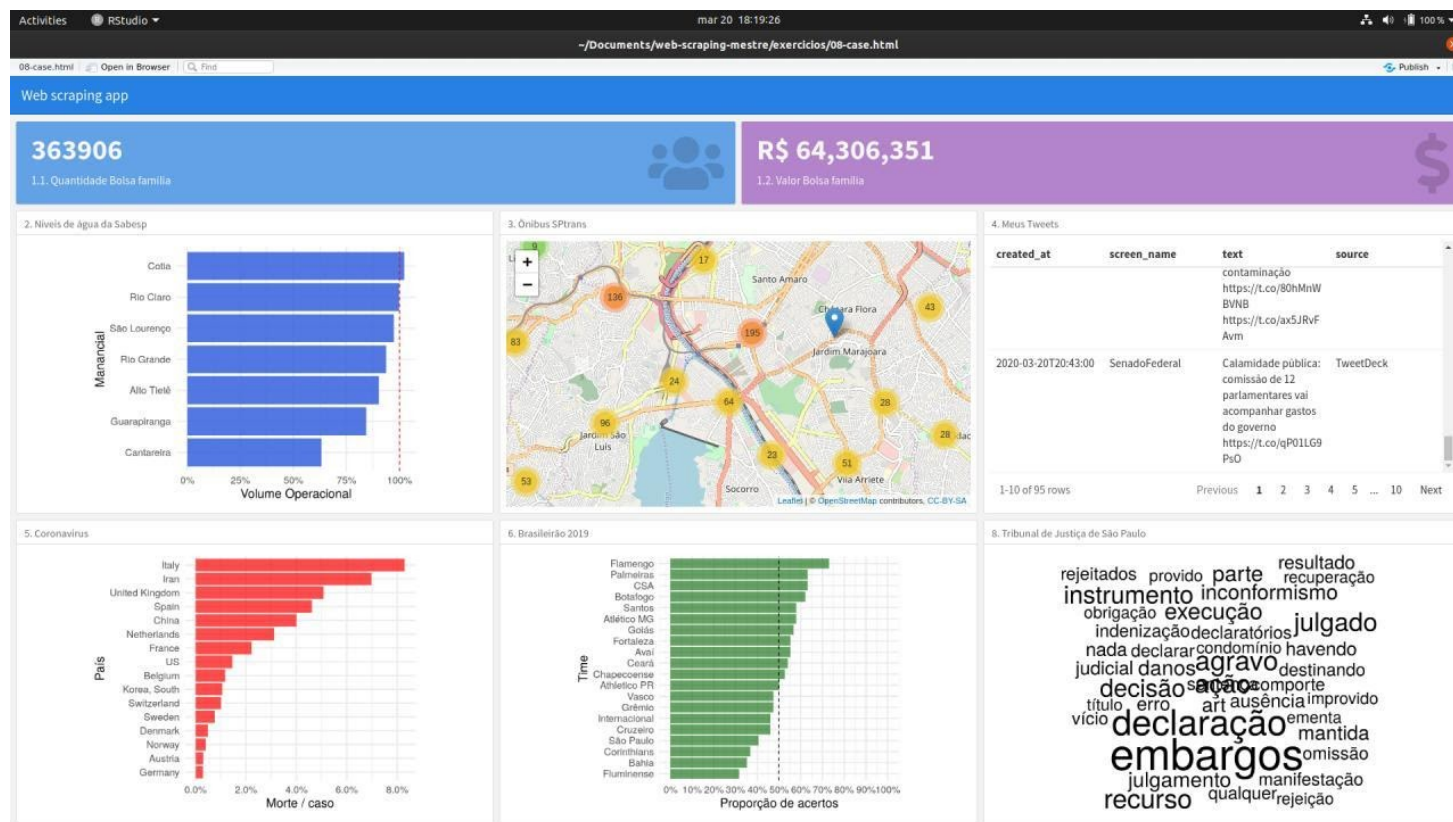 Activities RStudio mar 20 18:19:26 100 %
~/Documents/web-scraping-mestre/exercicios/08-case.html
08-case.html Open in Browser Find Publish
Web scraping app
363906
1.1. Quantidade Bolsa família
R$ 64,306,351
1.2. Valor Bolsa família
2. Níveis de água da Sabesp
Manancial
Cotia
Rio Claro
São Lourenço
Rio Grande
Alto Tietê
Guarapiranga
Cantareira
0% 25% 50% 75% 100%
Volume Operacional
3. Ônibus SPtrans
+
−
9
17
Santo Amaro
136
Chácara Flora
43
195
83
Jardim Marajoara
24
64
28
96
Jardim São
Luís
28
23
51
53
Socorro
Vila Arriete
Leaflet | © OpenStreetMap contributors, CC-BY-SA
4. Meus Tweets
created_at screen_name text source
contaminação
https://t.co/80hMnW
BVNB
https://t.co/ax5JRvF
Avm
2020-03-20T20:43:00 SenadoFederal Calamidade pública: TweetDeck
comissão de 12
parlamentares vai
acompanhar gastos
do governo
https://t.co/qP01LG9
PsO
1-10 of 95 rows Previous 1 2 3 4 5 ... 10 Next
5. Coronavírus
País
Italy
Iran
United Kingdom
Spain
China
Netherlands
France
US
Belgium
Korea, South
Switzerland
Sweden
Denmark
Norway
Austria
Germany
0.0% 2.0% 4.0% 6.0% 8.0%
Morte / caso
6. Brasileirão 2019
Time
Flamengo
Palmeiras
CSA
Botafogo
Santos
Atlético MG
Goiás
Fortaleza
Avaí
Ceará
Chapecoense
Athletico PR
Vasco
Grêmio
Internacional
Cruzeiro
São Paulo
Corinthians
Bahia
Fluminense
0% 10% 20% 30% 40% 50% 60% 70% 80% 90%100%
Proporção de acertos
8. Tribunal de Justiça de São Paulo
resultado
rejeitados provido parte recuperação
instrumento inconformismo
obrigação execução
indenização declaratórios julgado
nada declarar condomínio havendo
judicial danos agravo destinando
decisão sentença comporte
ação
título erro art ausência improvido
vício declaração ementa
mantida
embargos omissão
julgamento manifestação
recurso qualquer rejeição